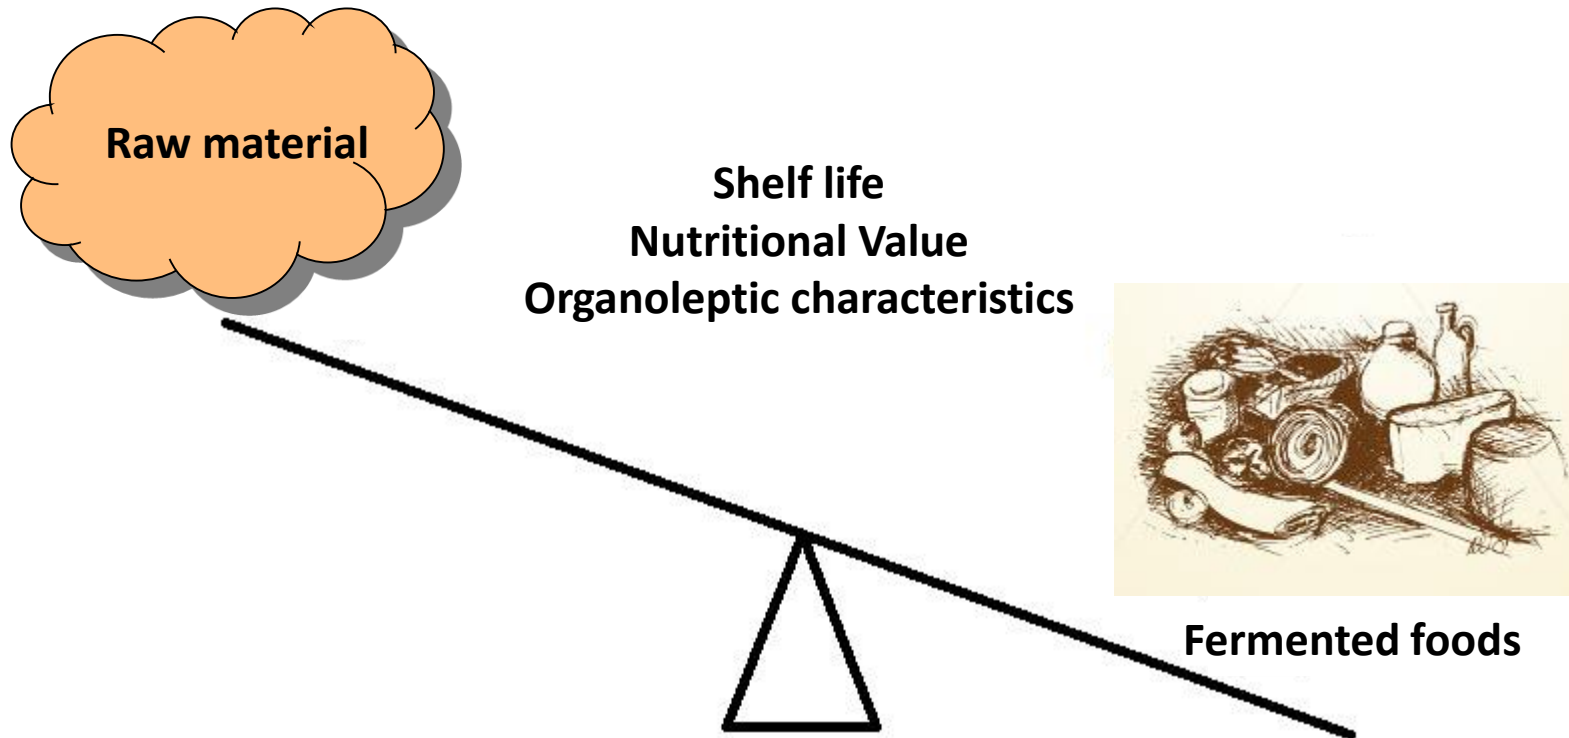 Raw material
Shelf life
Nutritional Value
Organoleptic characteristics
Fermented foods